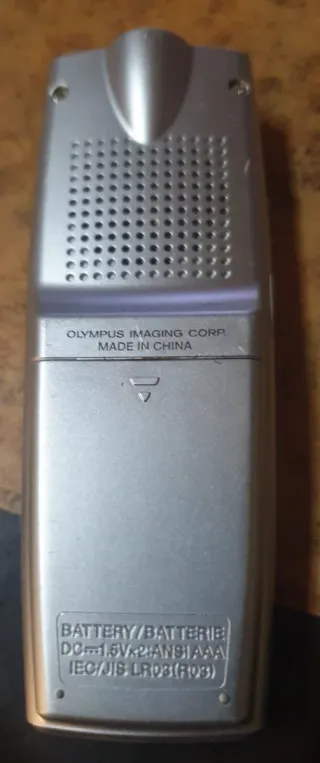 OLYMPUS IMAGING CORP.
MADE IN CHINA
BATTERY/BATTERIE
DC⎓1.5V×2:ANSI AAA
IEC/JIS LR03(R03)